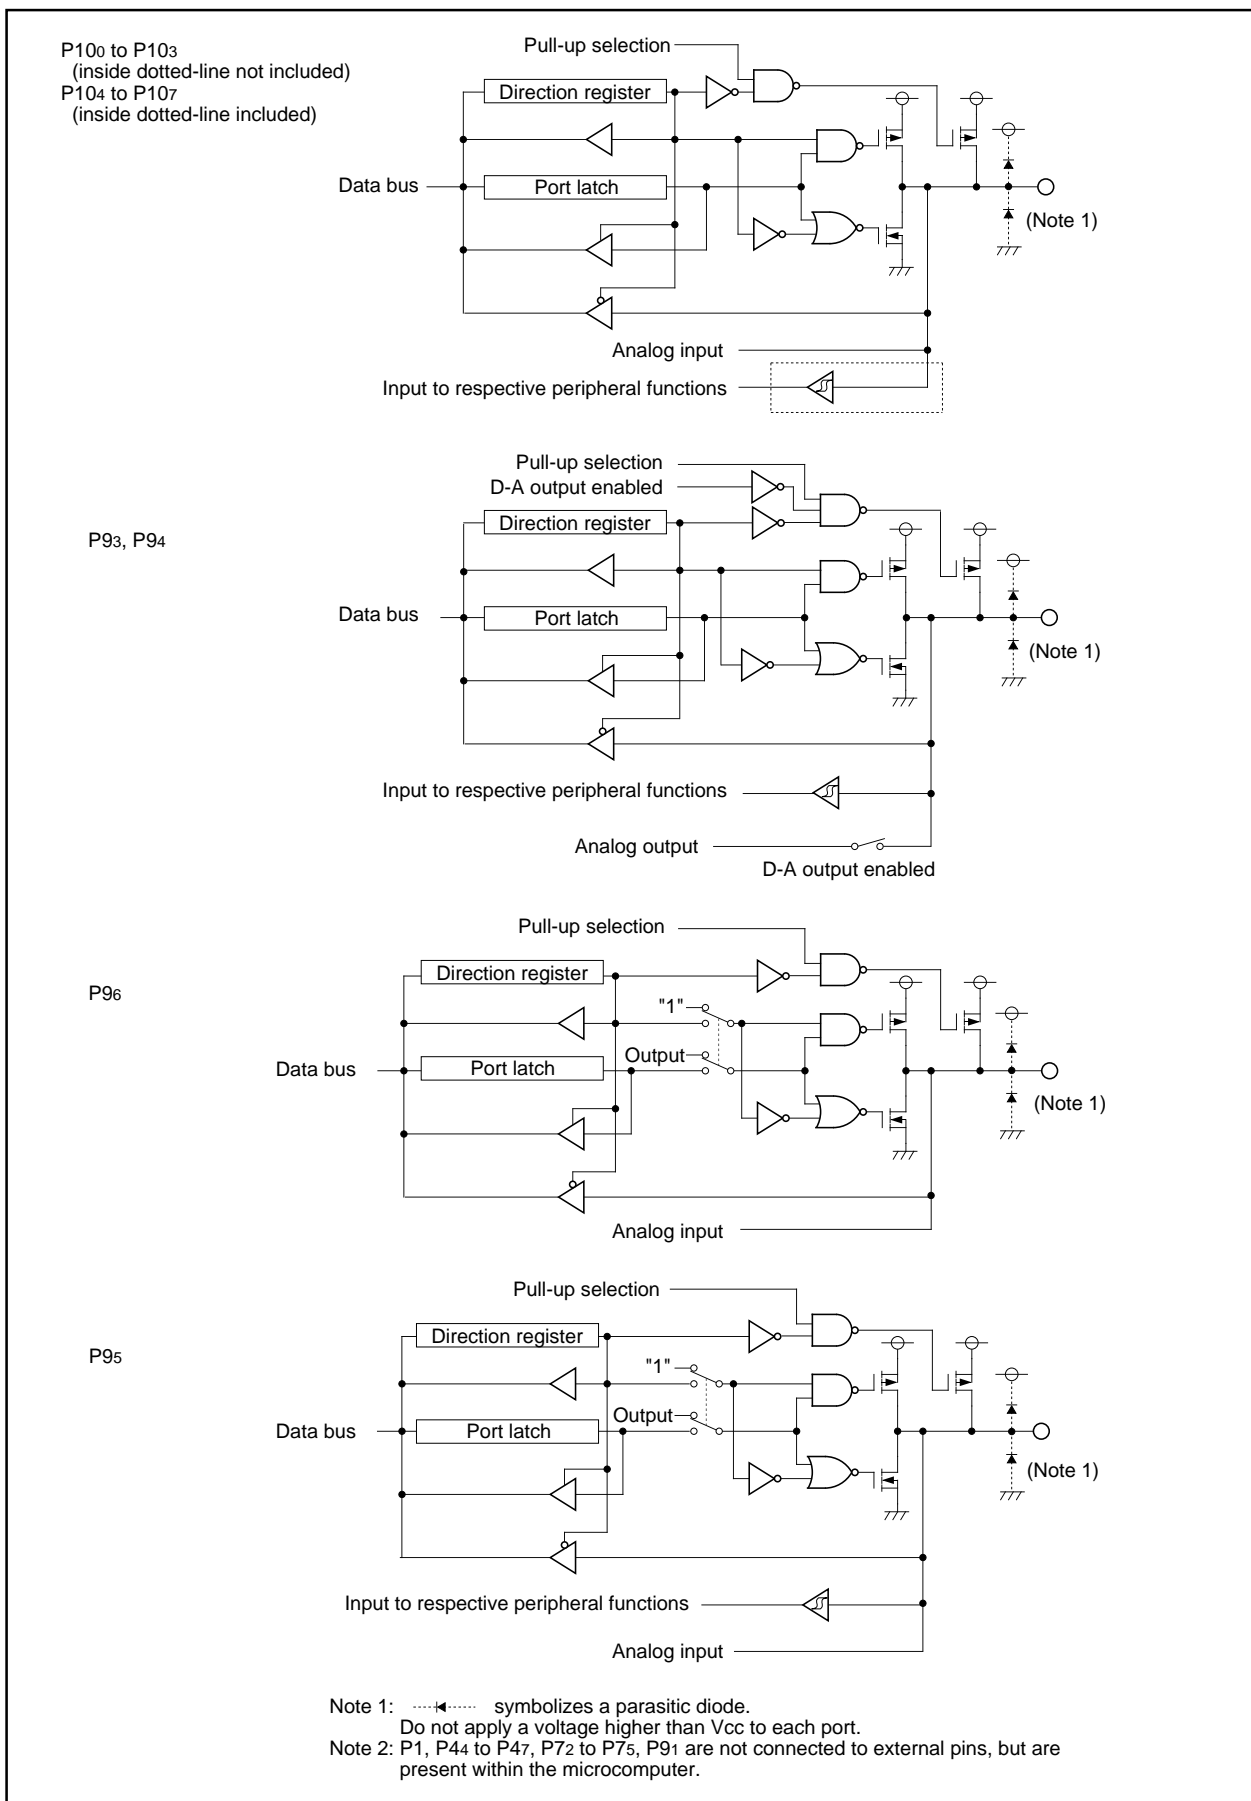 P100 to P103
(inside dotted-line not included)
P104 to P107
(inside dotted-line included)
Pull-up selection
Direction register
Data bus
Port latch
(Note 1)
Analog input
Input to respective peripheral functions
Pull-up selection
D-A output enabled
Direction register
P93, P94
Data bus
Port latch
(Note 1)
Input to respective peripheral functions
Analog output
D-A output enabled
Pull-up selection
Direction register
P96
"1"
Output
Data bus
Port latch
(Note 1)
Analog input
Pull-up selection
Direction register
P95
"1"
Output
Data bus
Port latch
(Note 1)
Input to respective peripheral functions
Analog input
Note 1: symbolizes a parasitic diode.
Do not apply a voltage higher than Vcc to each port.
Note 2: P1, P44 to P47, P72 to P75, P91 are not connected to external pins, but are
present within the microcomputer.